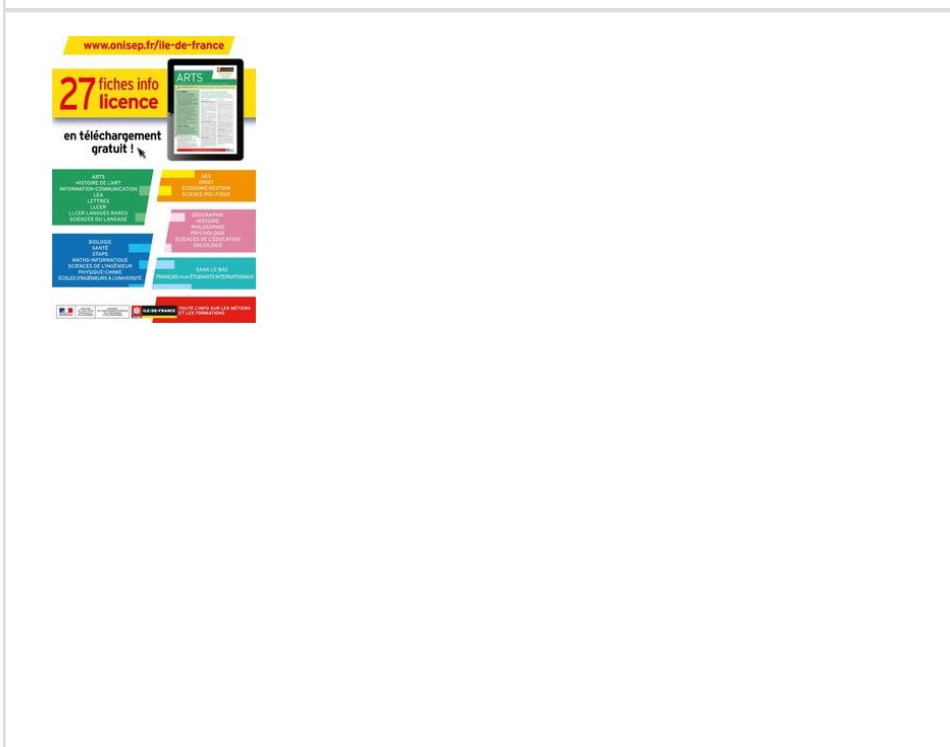 www.onisep.fr/ile-de-france
27 fiches info
licence
en téléchargement
gratuit !
ARTS
ARTS
HISTOIRE DE L'ART
INFORMATION-COMMUNICATION
LEA
LETTRES
LLCER
LLCER LANGUES RARES
SCIENCES DU LANGAGE
AES
DROIT
ÉCONOMIE/GESTION
SCIENCE POLITIQUE
GÉOGRAPHIE
HISTOIRE
PHILOSOPHIE
PSYCHOLOGIE
SCIENCES DE L'ÉDUCATION
SOCIOLOGIE
BIOLOGIE
SANTÉ
STAPS
MATHS-INFORMATIQUE
SCIENCES DE L'INGÉNIEUR
PHYSIQUE-CHIMIE
ÉCOLES D'INGÉNIEURS À L'UNIVERSITÉ
SANS LE BAC
FRANÇAIS POUR ÉTUDIANTS INTERNATIONAUX
ILE-DE-FRANCE
TOUTE L'INFO SUR LES MÉTIERS
ET LES FORMATIONS